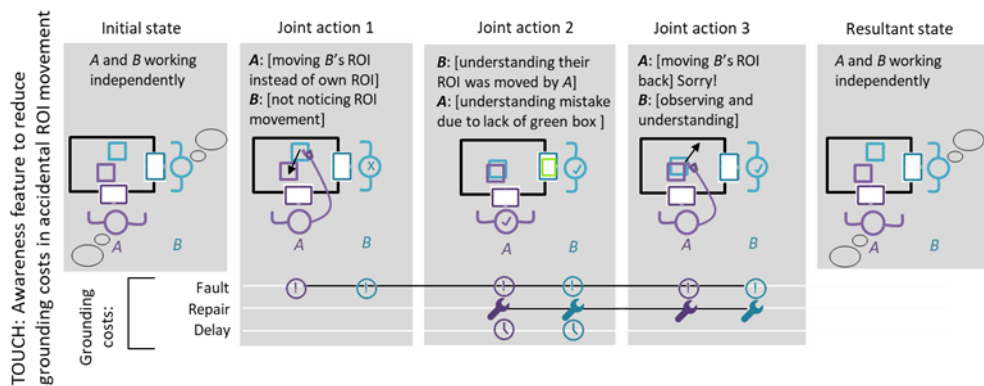 TOUCH: Awareness feature to reduce
grounding costs in accidental ROI movement
Initial state
A and B working
independently
A
B
Joint action 1
A: [moving B's ROI
instead of own ROI]
B: [not noticing ROI
movement]
A
B
Joint action 2
B: [understanding their
ROI was moved by A]
A: [understanding mistake
due to lack of green box ]
A
B
Joint action 3
A: [moving B's ROI
back] Sorry!
B: [observing and
understanding]
A
B
Resultant state
A and B working
independently
A
B
Grounding
costs:
Fault
Repair
Delay